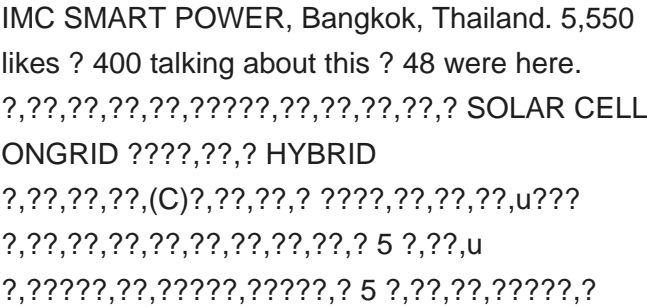 IMC SMART POWER, Bangkok, Thailand. 5,550
likes ? 400 talking about this ? 48 were here.
?,??,??,??,??,?????,??,??,??,??,? SOLAR CELL
ONGRID ????,??,? HYBRID
?,??,??,??,(C)?,??,??,? ????,??,??,??,u???
?,??,??,??,??,??,??,??,??,? 5 ?,??,u
?,?????,??,?????,?????,? 5 ?,??,??,?????,?